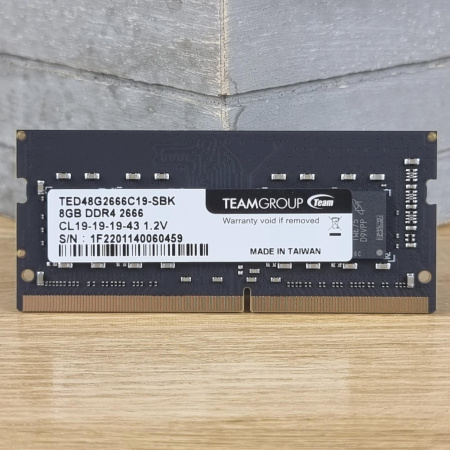 TED48G2666C19-SBK
8GB DDR4 2666
CL19-19-19-43 1.2V
S/N : 1F2201140060459
TEAMGROUP Team
Warranty void if removed
MADE IN TAIWAN
D9VPP